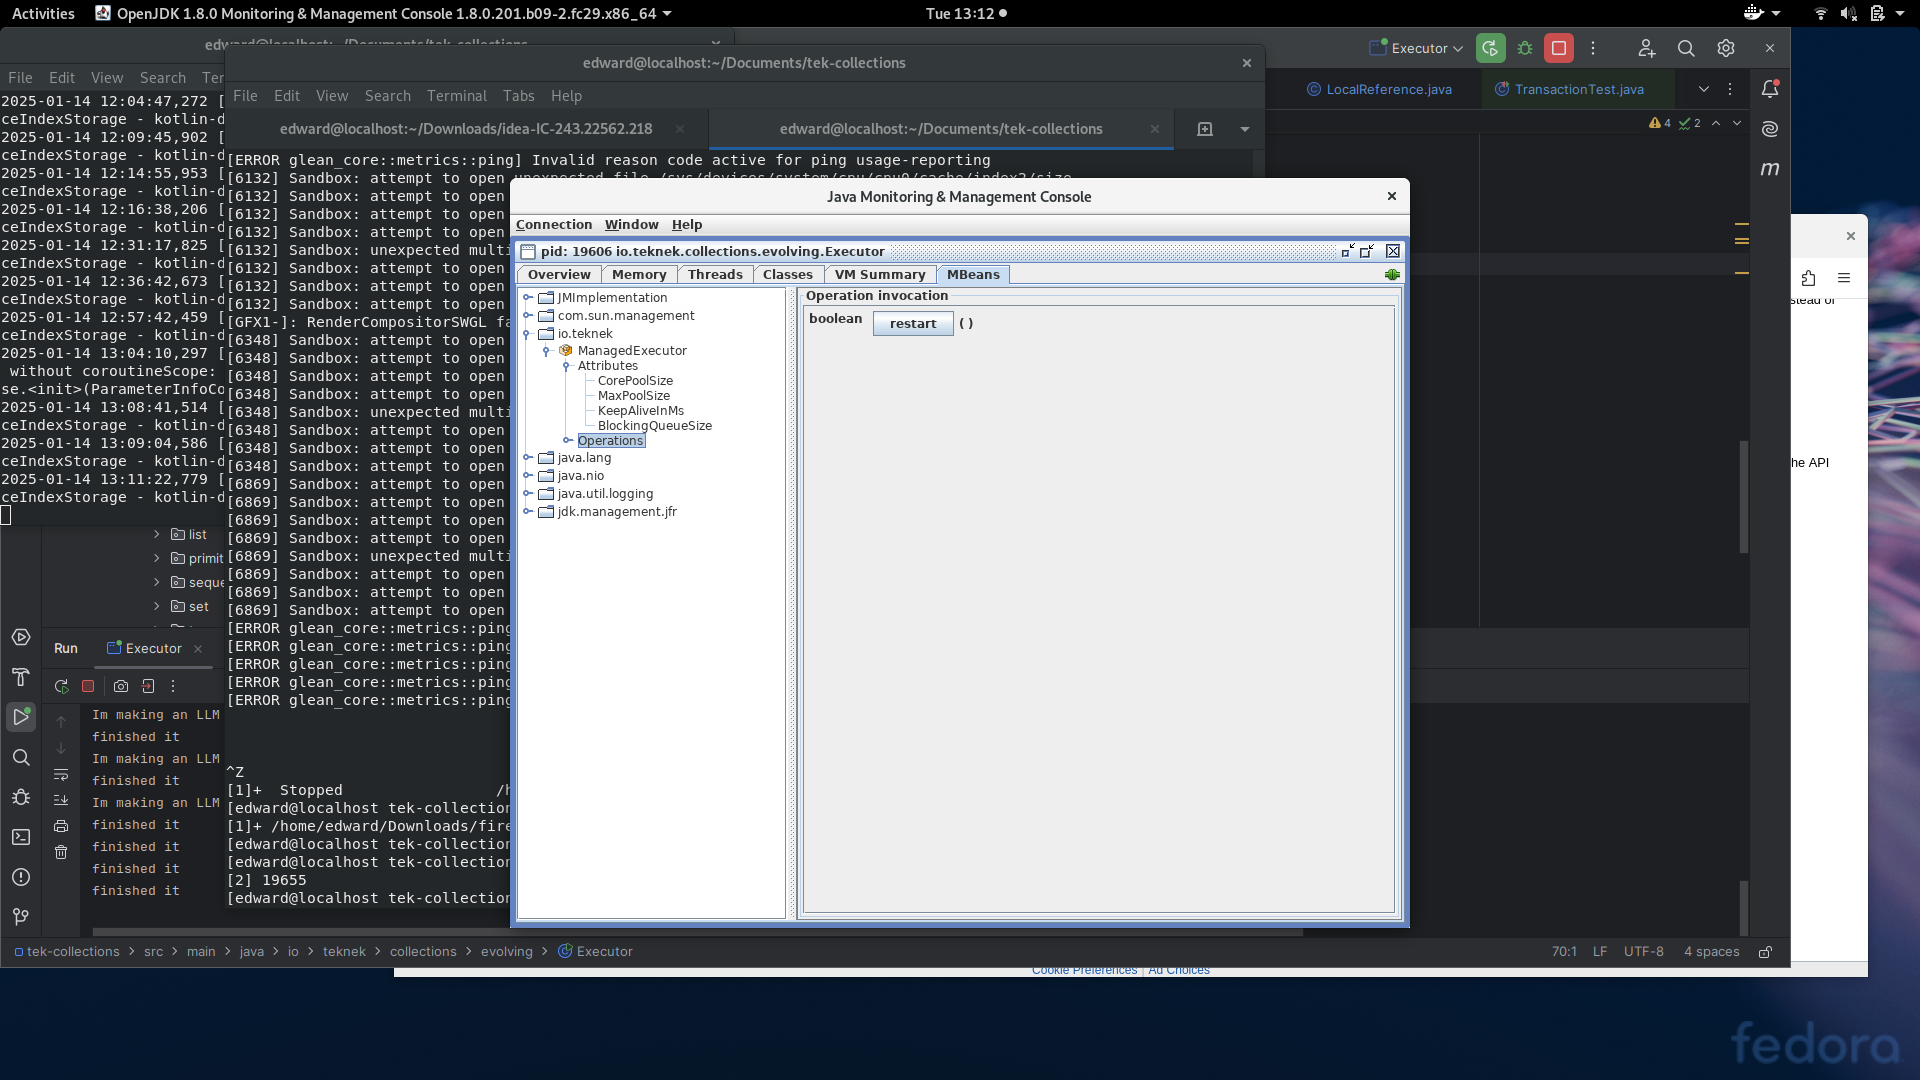 Activities
OpenJDK 1.8.0 Monitoring & Management Console 1.8.0.201.b09-2.fc29.x86_64
Tue 13:12
File Edit View Search Ter
2025-01-14 12:04:47,272 [
ceIndexStorage - kotlin-d
2025-01-14 12:09:45,902 [
ceIndexStorage - kotlin-d
2025-01-14 12:14:55,953 [
ceIndexStorage - kotlin-d
2025-01-14 12:16:38,206 [
ceIndexStorage - kotlin-d
2025-01-14 12:31:17,825 [
ceIndexStorage - kotlin-d
2025-01-14 12:36:42,673 [
ceIndexStorage - kotlin-d
2025-01-14 12:57:42,459 [
ceIndexStorage - kotlin-d
2025-01-14 13:04:10,297 [
without coroutineScope:
se.<init>(ParameterInfoCo
2025-01-14 13:08:41,514 [
ceIndexStorage - kotlin-d
2025-01-14 13:09:04,586 [
ceIndexStorage - kotlin-d
2025-01-14 13:11:22,779 [
ceIndexStorage - kotlin-d
edward@localhost:~/Documents/tek-collections
File Edit View Search Terminal Tabs Help
edward@localhost:~/Downloads/idea-IC-243.22562.218
edward@localhost:~/Documents/tek-collections
[ERROR glean_core::metrics::ping] Invalid reason code active for ping usage-reporting
[6132] Sandbox: attempt to open unexpected file /sys/devices/system/cpu/cpu0/cache/index2/size
[6132] Sandbox: attempt to open
[6132] Sandbox: attempt to open
[6132] Sandbox: attempt to open
[6132] Sandbox: unexpected multi
[6132] Sandbox: attempt to open
[6132] Sandbox: attempt to open
[6132] Sandbox: attempt to open
[GFX1-]: RenderCompositorSWGL fa
[6348] Sandbox: attempt to open
[6348] Sandbox: attempt to open
[6348] Sandbox: attempt to open
[6348] Sandbox: attempt to open
[6348] Sandbox: unexpected multi
[6348] Sandbox: attempt to open
[6348] Sandbox: attempt to open
[6348] Sandbox: attempt to open
[6869] Sandbox: attempt to open
[6869] Sandbox: attempt to open
[6869] Sandbox: attempt to open
[6869] Sandbox: attempt to open
[6869] Sandbox: unexpected multi
[6869] Sandbox: attempt to open
[6869] Sandbox: attempt to open
[6869] Sandbox: attempt to open
[ERROR glean_core::metrics::ping
[ERROR glean_core::metrics::ping
[ERROR glean_core::metrics::ping
[ERROR glean_core::metrics::ping
[ERROR glean_core::metrics::ping
^Z
[1]+ Stopped /h
[edward@localhost tek-collection
[1]+ /home/edward/Downloads/fire
[edward@localhost tek-collection
[edward@localhost tek-collection
[2] 19655
[edward@localhost tek-collection
Java Monitoring & Management Console
Connection Window Help
pid: 19606 io.teknek.collections.evolving.Executor
Overview Memory Threads Classes VM Summary MBeans
JMImplementation
com.sun.management
io.teknek
ManagedExecutor
Attributes
CorePoolSize
MaxPoolSize
KeepAliveInMs
BlockingQueueSize
Operations
java.lang
java.nio
java.util.logging
jdk.management.jfr
Operation invocation
boolean restart ( )
Executor
LocalReference.java
TransactionTest.java
4 2
m
list
primit
seque
set
Run Executor
Im making an LLM
finished it
Im making an LLM
finished it
Im making an LLM
finished it
finished it
finished it
finished it
tek-collections > src > main > java > io > teknek > collections > evolving > Executor
70:1 LF UTF-8 4 spaces
stead of
he API
Cookie Preferences | Ad Choices
fedora